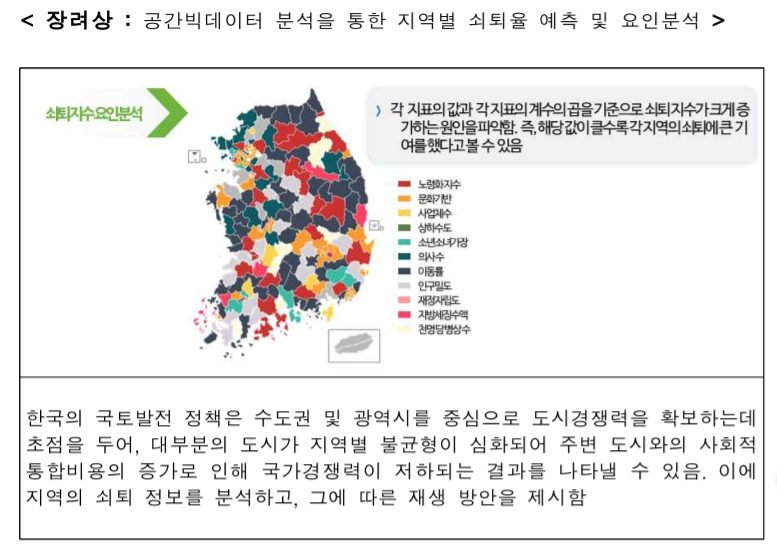 < 장려상 : 공간빅데이터 분석을 통한 지역별 쇠퇴율 예측 및 요인분석 >
쇠퇴지수요인분석
> 각 지표의 값과 각 지표의 계수의 곱을 기준으로 쇠퇴지수가 크게 증
가하는 원인을 파악함. 즉, 해당 값이 클수록 각 지역의 쇠퇴에 큰 기
여를 했다고 볼 수 있음
노령화지수
문화기반
사업체수
상하수도
소년소녀가장
의사수
이동률
인구밀도
재정자립도
지방세징수액
천명당병상수
한국의 국토발전 정책은 수도권 및 광역시를 중심으로 도시경쟁력을 확보하는데
초점을 두어, 대부분의 도시가 지역별 불균형이 심화되어 주변 도시와의 사회적
통합비용의 증가로 인해 국가경쟁력이 저하되는 결과를 나타낼 수 있음. 이에
지역의 쇠퇴 정보를 분석하고, 그에 따른 재생 방안을 제시함